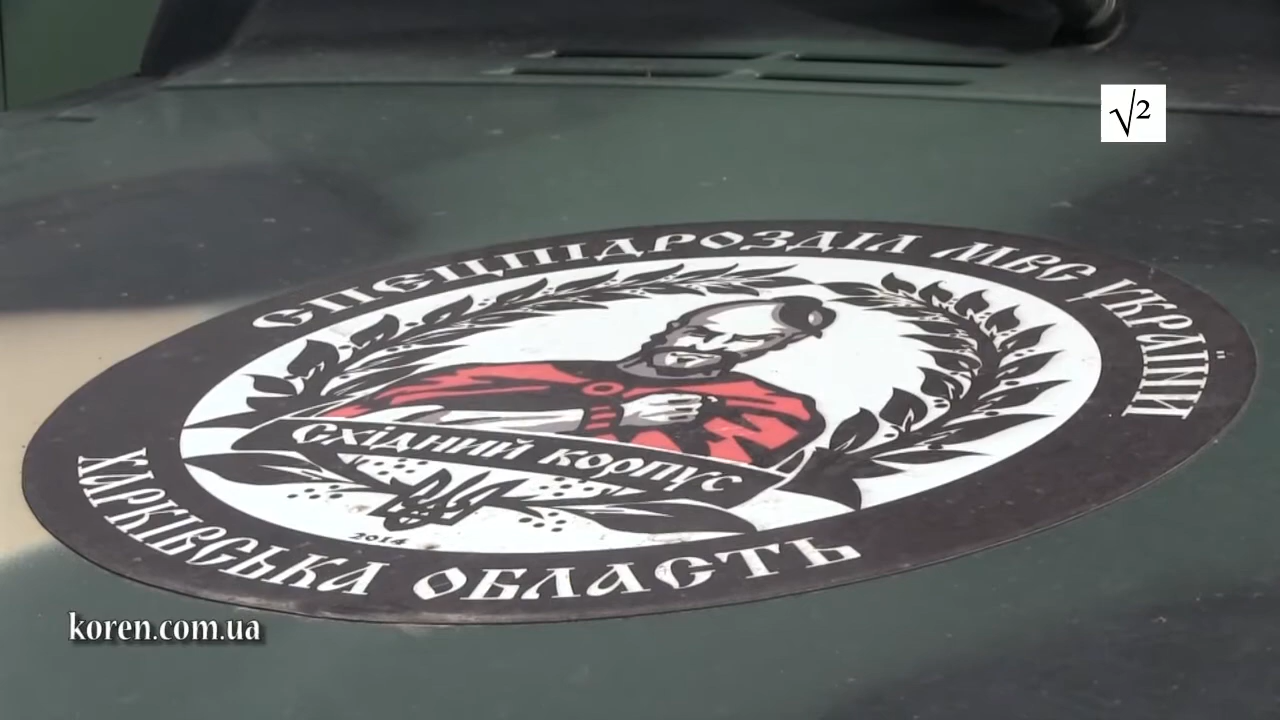 √2
СПЕЦПІДРОЗДІЛ МВС УКРАЇНИ
СХІДНИЙ КОРПУС
2014
ХАРКІВСЬКА ОБЛАСТЬ
koren.com.ua